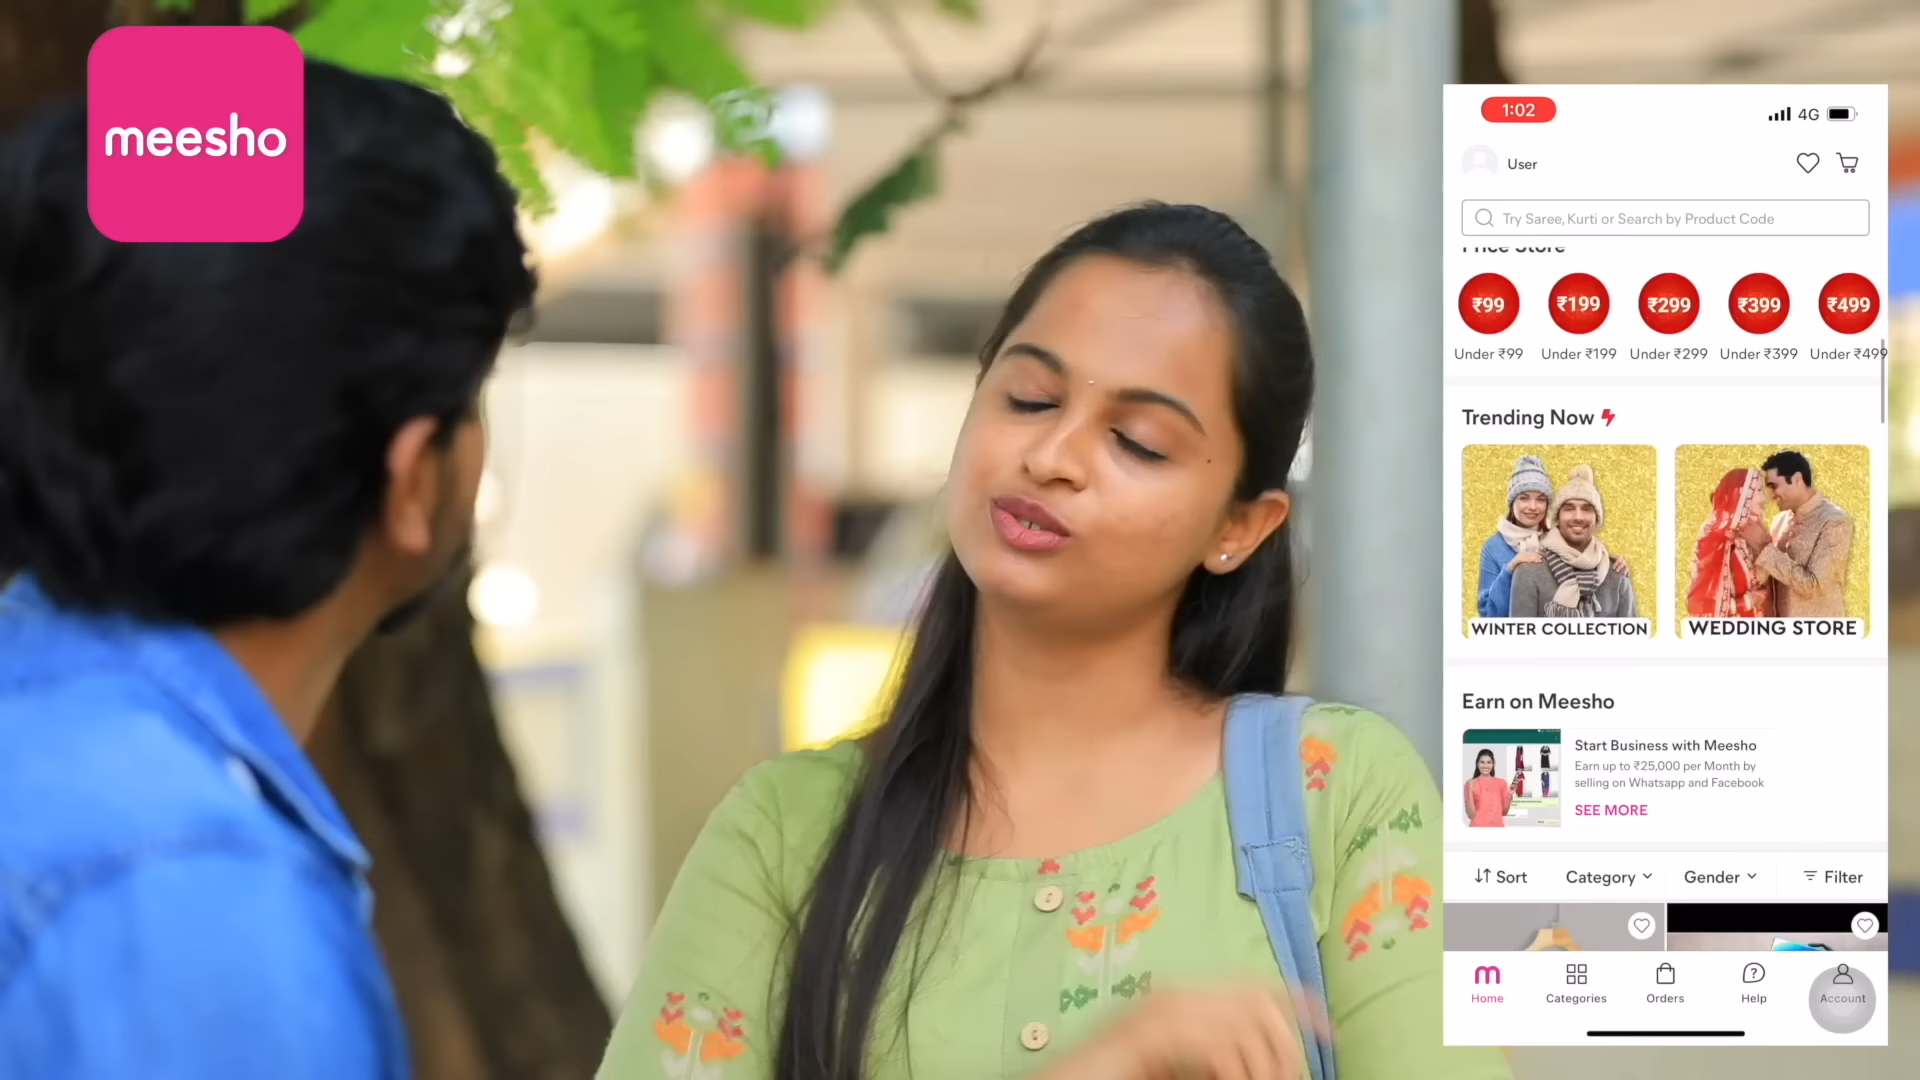 meesho
1:02
4G
User
Try Saree, Kurti or Search by Product Code
Price Store
₹99
₹199
₹299
₹399
₹499
Under ₹99
Under ₹199
Under ₹299
Under ₹399
Under ₹499
Trending Now
WINTER COLLECTION
WEDDING STORE
Earn on Meesho
Start Business with Meesho
Earn up to ₹25,000 per Month by
selling on Whatsapp and Facebook
SEE MORE
Sort
Category
Gender
Filter
Home
Categories
Orders
Help
Account